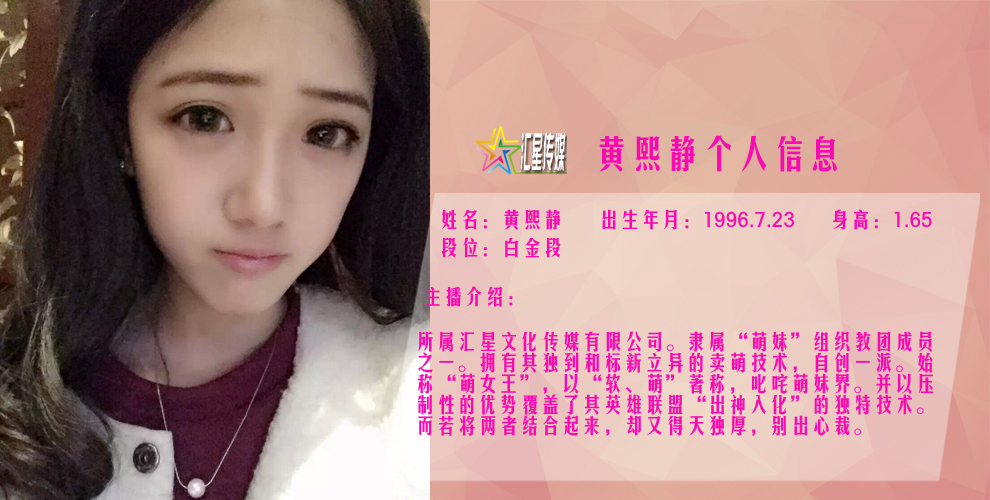 汇星传媒 黄熙静个人信息
姓名：黄熙静 出生年月：1996.7.23 身高：1.65
段位：白金段
主播介绍：
所属汇星文化传媒有限公司。隶属“萌妹”组织教团成员
之一。拥有其独到和标新立异的卖萌技术，自创一派。始
称“萌女王”，以“软、萌”著称，叱咤萌妹界。并以压
制性的优势覆盖了其英雄联盟“出神入化”的独特技术。
而若将两者结合起来，却又得天独厚，别出心裁。